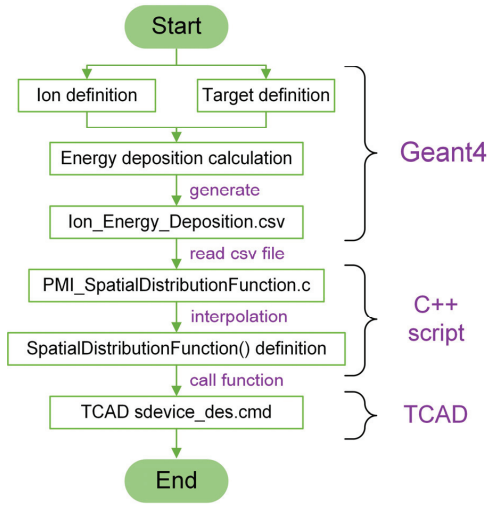 Start
Ion definition
Target definition
Energy deposition calculation
Geant4
generate
Ion_Energy_Deposition.csv
read csv file
PMI_SpatialDistributionFunction.c
interpolation
C++
script
SpatialDistributionFunction() definition
call function
TCAD sdevice_des.cmd
TCAD
End